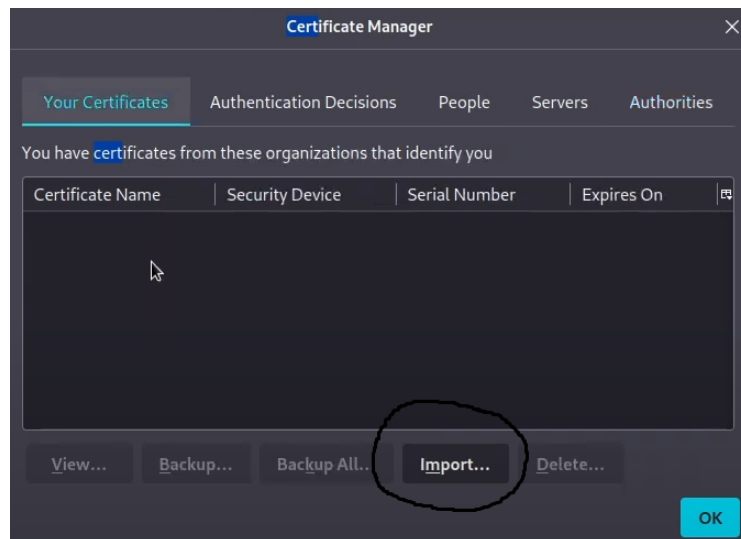 Certificate Manager
Your Certificates Authentication Decisions People Servers Authorities
You have certificates from these organizations that identify you
Certificate Name Security Device Serial Number Expires On
View... Backup... Backup All... Import... Delete...
OK